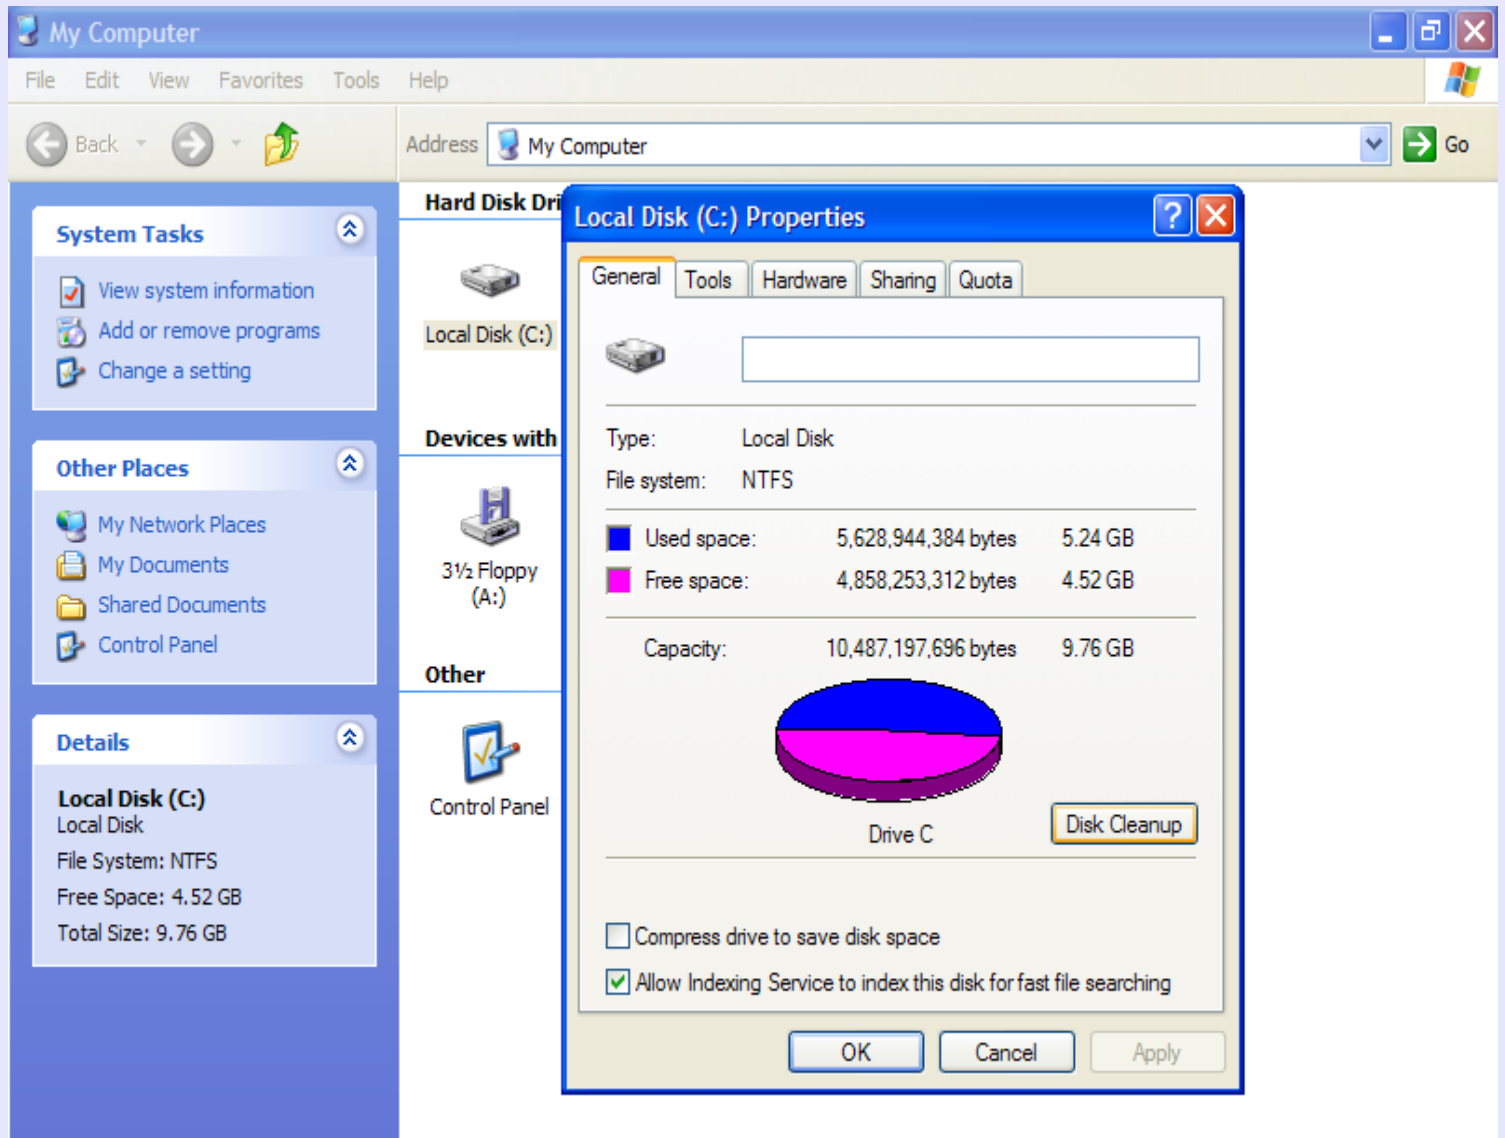 My Computer
File Edit View Favorites Tools Help
Back Address My Computer Go
System Tasks
View system information
Add or remove programs
Change a setting
Other Places
My Network Places
My Documents
Shared Documents
Control Panel
Details
Local Disk (C:)
Local Disk
File System: NTFS
Free Space: 4.52 GB
Total Size: 9.76 GB
Hard Disk Dri
Local Disk (C:)
Devices with
3½ Floppy
(A:)
Other
Control Panel
Local Disk (C:) Properties
General Tools Hardware Sharing Quota
Type: Local Disk
File system: NTFS
Used space: 5,628,944,384 bytes 5.24 GB
Free space: 4,858,253,312 bytes 4.52 GB
Capacity: 10,487,197,696 bytes 9.76 GB
Drive C
Disk Cleanup
Compress drive to save disk space
Allow Indexing Service to index this disk for fast file searching
OK Cancel Apply